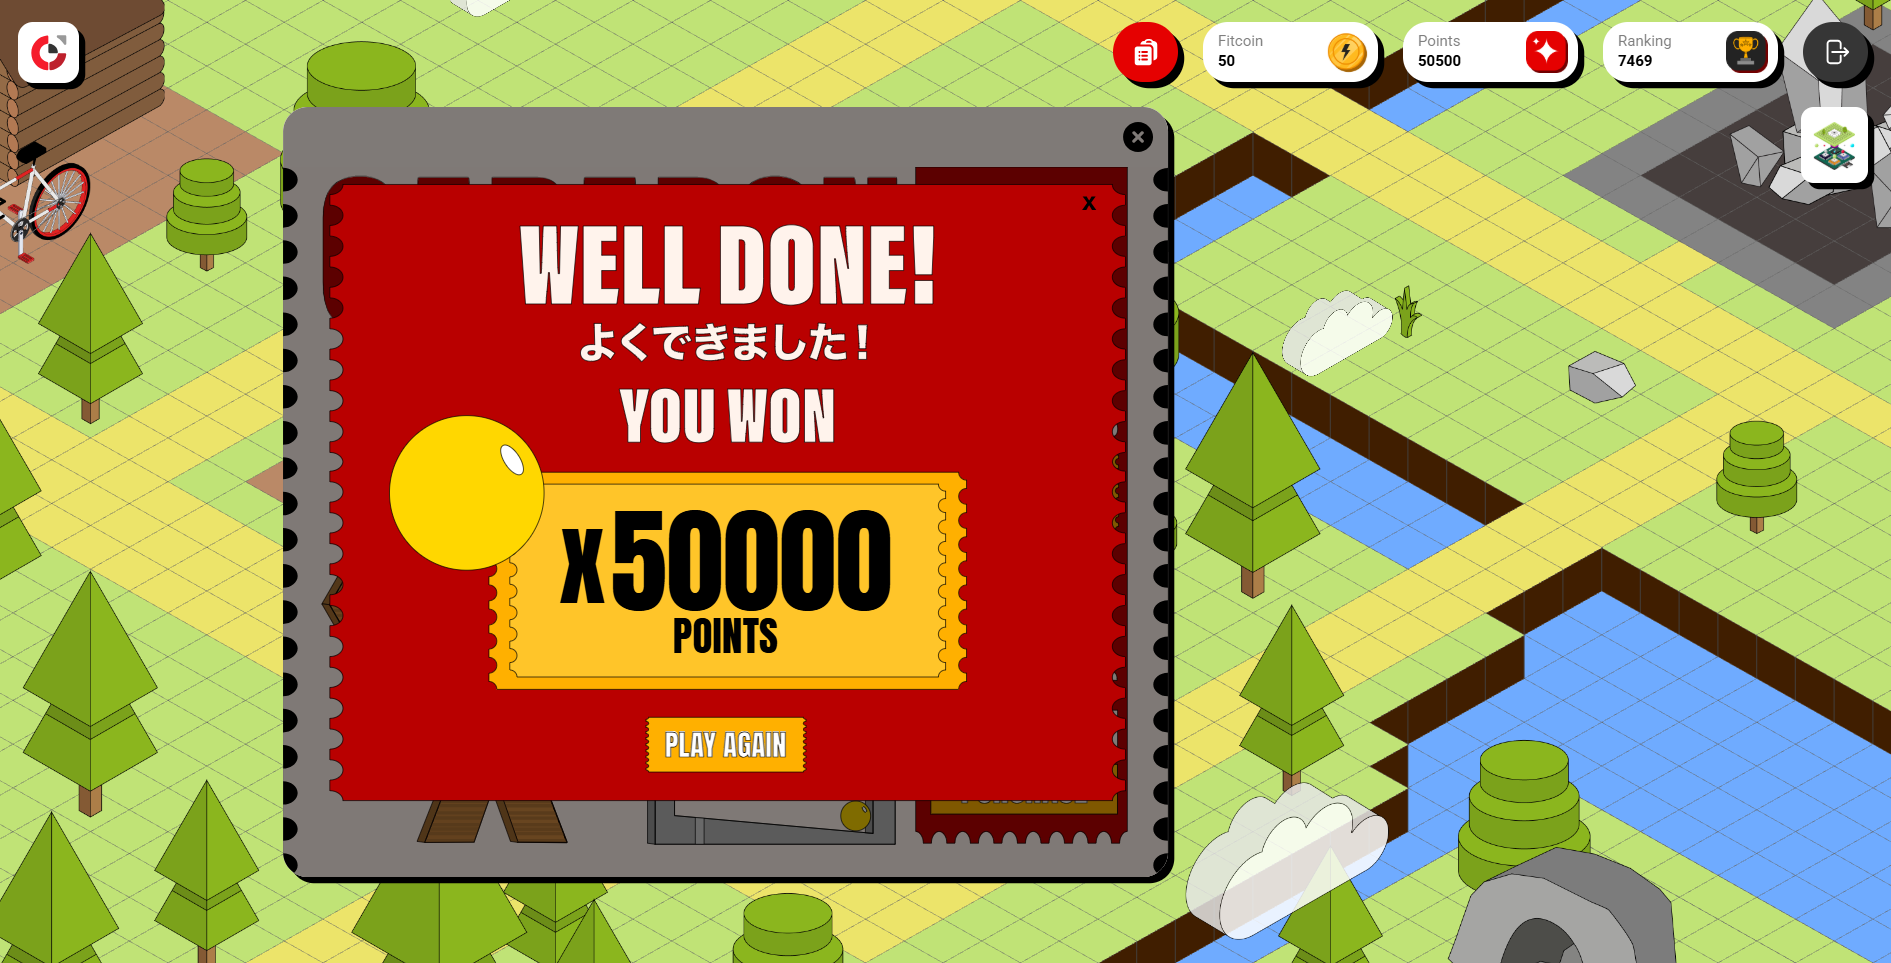 Fitcoin
50
Points
50500
Ranking
7469
X
WELL DONE!
よくできました!
YOU WON
X50000
POINTS
PLAY AGAIN